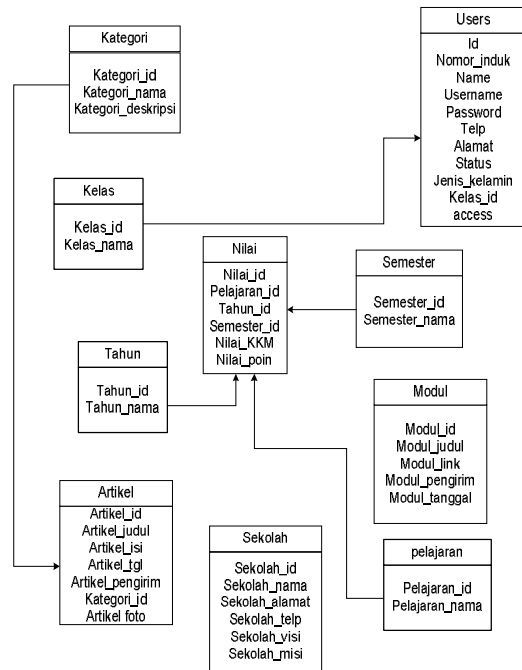 Kategori
Kategori_id
Kategori_nama
Kategori_deskripsi
Users
Id
Nomor_induk
Name
Username
Password
Telp
Alamat
Status
Jenis_kelamin
Kelas_id
access
Kelas
Kelas_id
Kelas_nama
Nilai
Nilai_id
Pelajaran_id
Tahun_id
Semester_id
Nilai_KKM
Nilai_poin
Semester
Semester_id
Semester_nama
Tahun
Tahun_id
Tahun_nama
Modul
Modul_id
Modul_judul
Modul_link
Modul_pengirim
Modul_tanggal
Artikel
Artikel_id
Artikel_judul
Artikel_isi
Artikel_tgl
Artikel_pengirim
Kategori_id
Artikel foto
Sekolah
Sekolah_id
Sekolah_nama
Sekolah_alamat
Sekolah_telp
Sekolah_visi
Sekolah_misi
pelajaran
Pelajaran_id
Pelajaran_nama